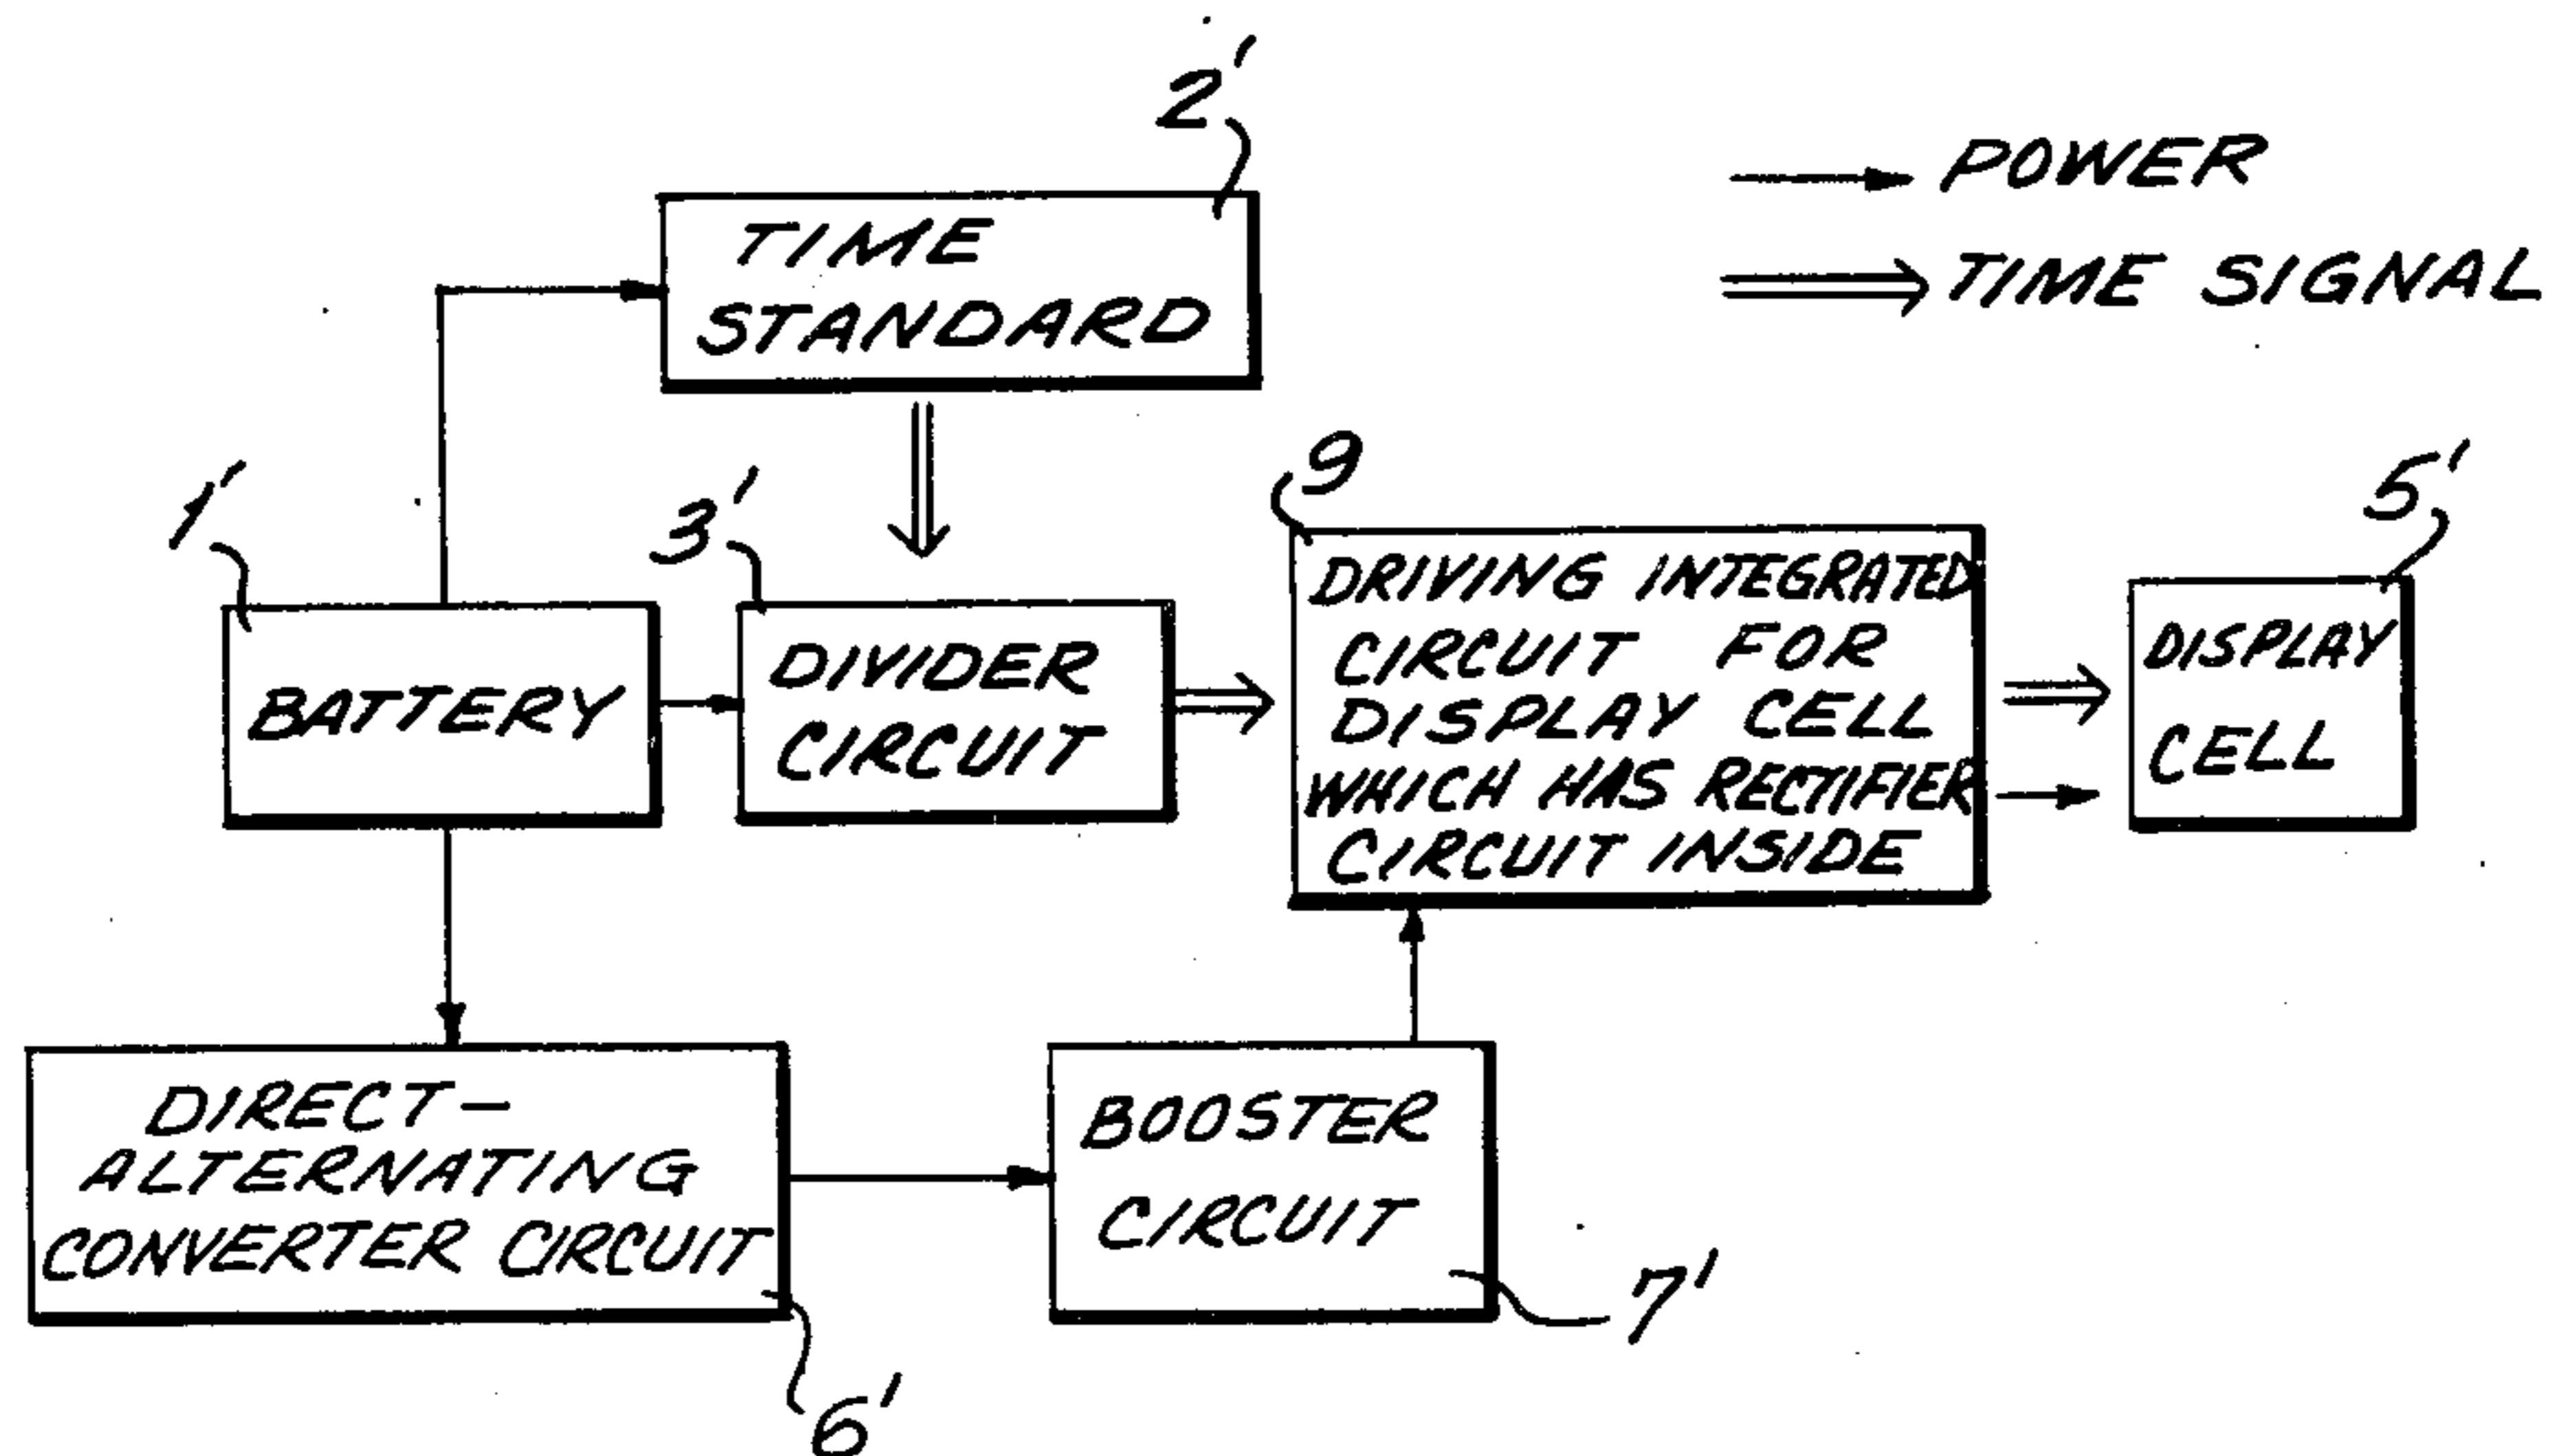 2'
POWER
TIME SIGNAL
TIME
STANDARD
1'
3'
9
5'
BATTERY
DIVIDER
CIRCUIT
DRIVING INTEGRATED
CIRCUIT FOR
DISPLAY CELL
WHICH HAS RECTIFIER
CIRCUIT INSIDE
DISPLAY
CELL
DIRECT-
ALTERNATING
CONVERTER CIRCUIT
BOOSTER
CIRCUIT
7'
6'